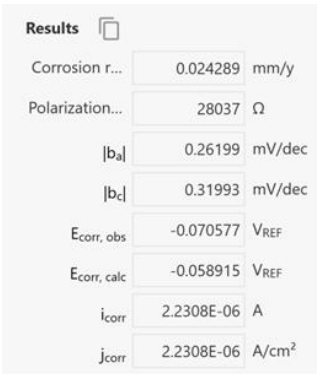 Results
Corrosion r... 0.024289 mm/y
Polarization... 28037 Ω
|bₐ| 0.26199 mV/dec
|b꜀| 0.31993 mV/dec
Ecorr, obs -0.070577 VREF
Ecorr, calc -0.058915 VREF
icorr 2.2308E-06 A
jcorr 2.2308E-06 A/cm²